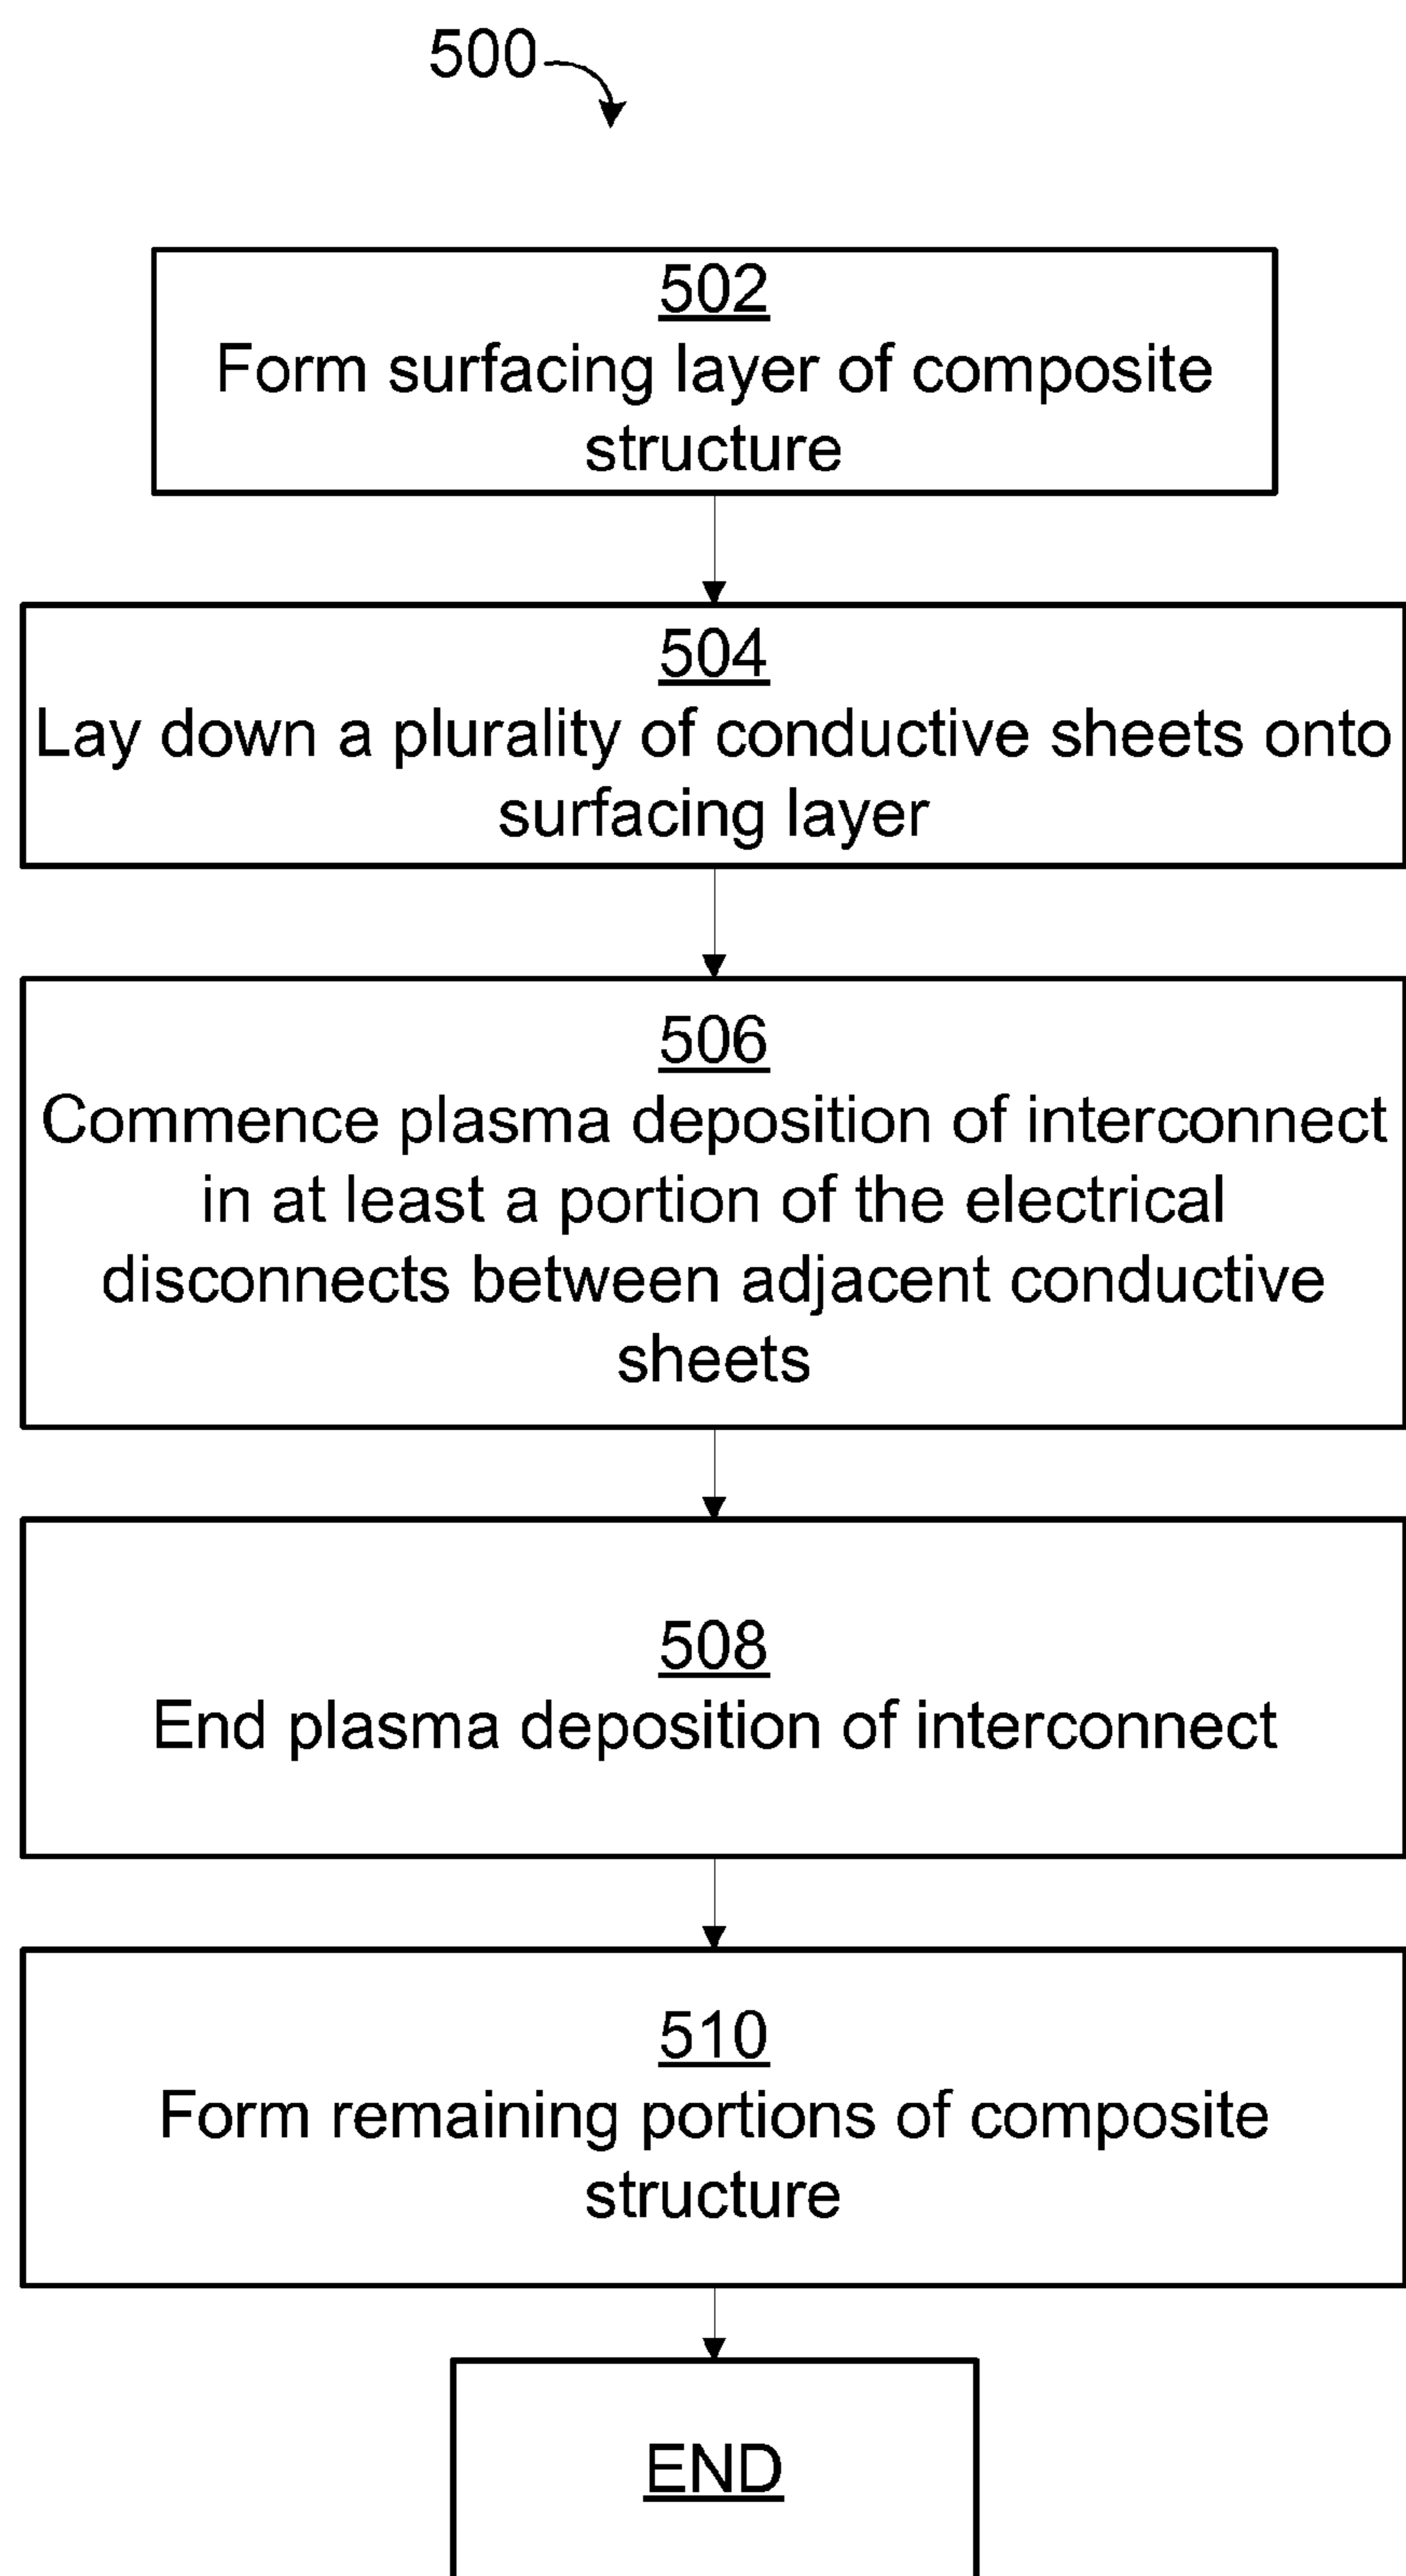 500
502
Form surfacing layer of composite
structure
504
Lay down a plurality of conductive sheets onto
surfacing layer
506
Commence plasma deposition of interconnect
in at least a portion of the electrical
disconnects between adjacent conductive
sheets
508
End plasma deposition of interconnect
510
Form remaining portions of composite
structure
END